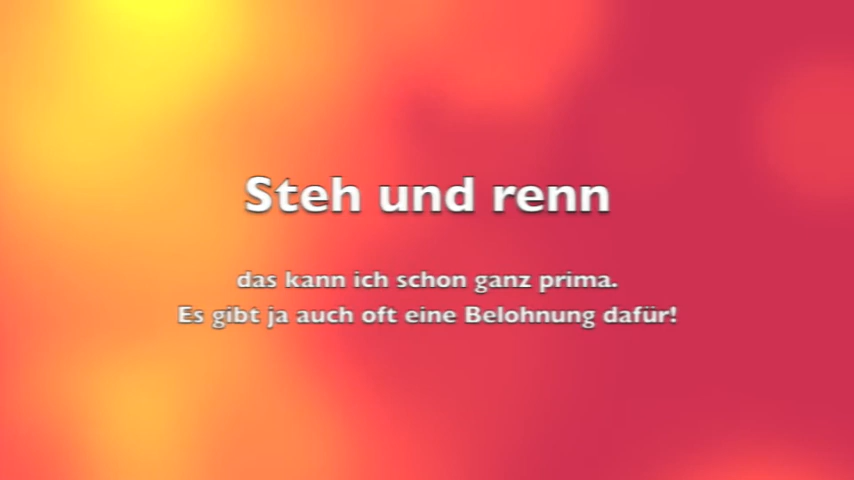 Steh und renn
das kann ich schon ganz prima.
Es gibt ja auch oft eine Belohnung dafür!